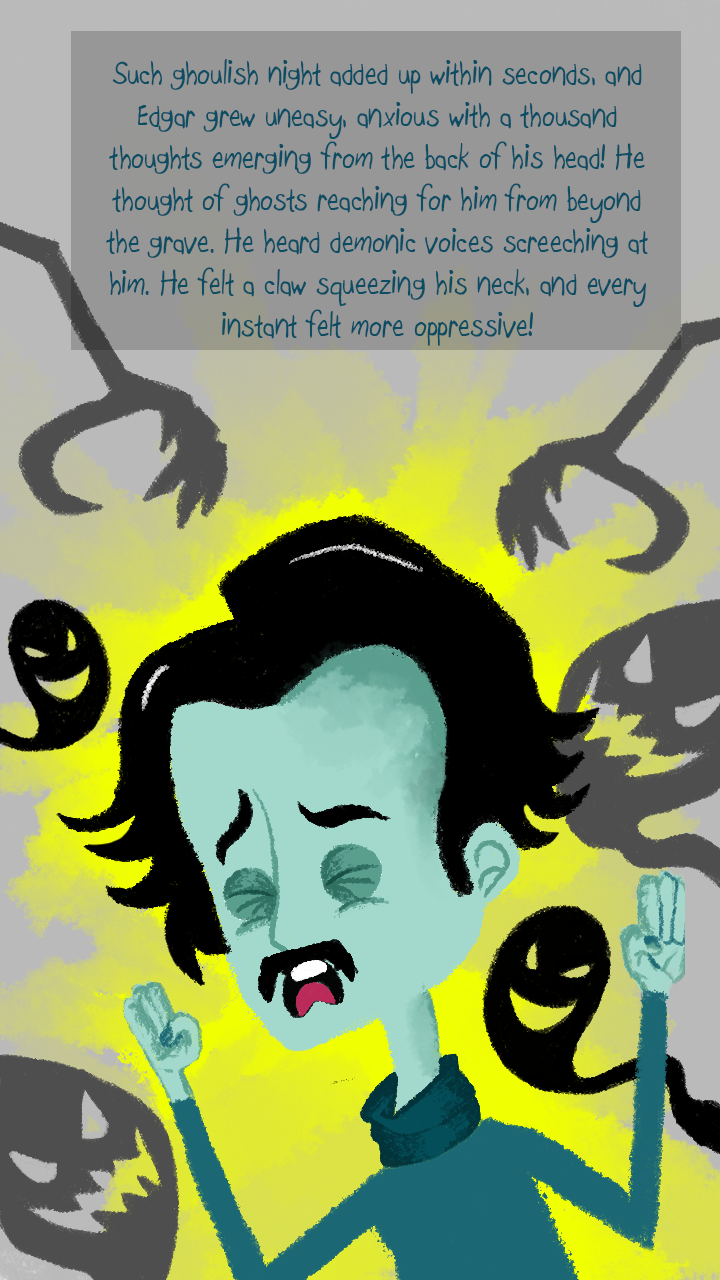 Such ghoulish night added up within seconds, and
Edgar grew uneasy, anxious with a thousand
thoughts emerging from the back of his head! He
thought of ghosts reaching for him from beyond
the grave. He heard demonic voices screeching at
him. He felt a claw squeezing his neck, and every
instant felt more oppressive!